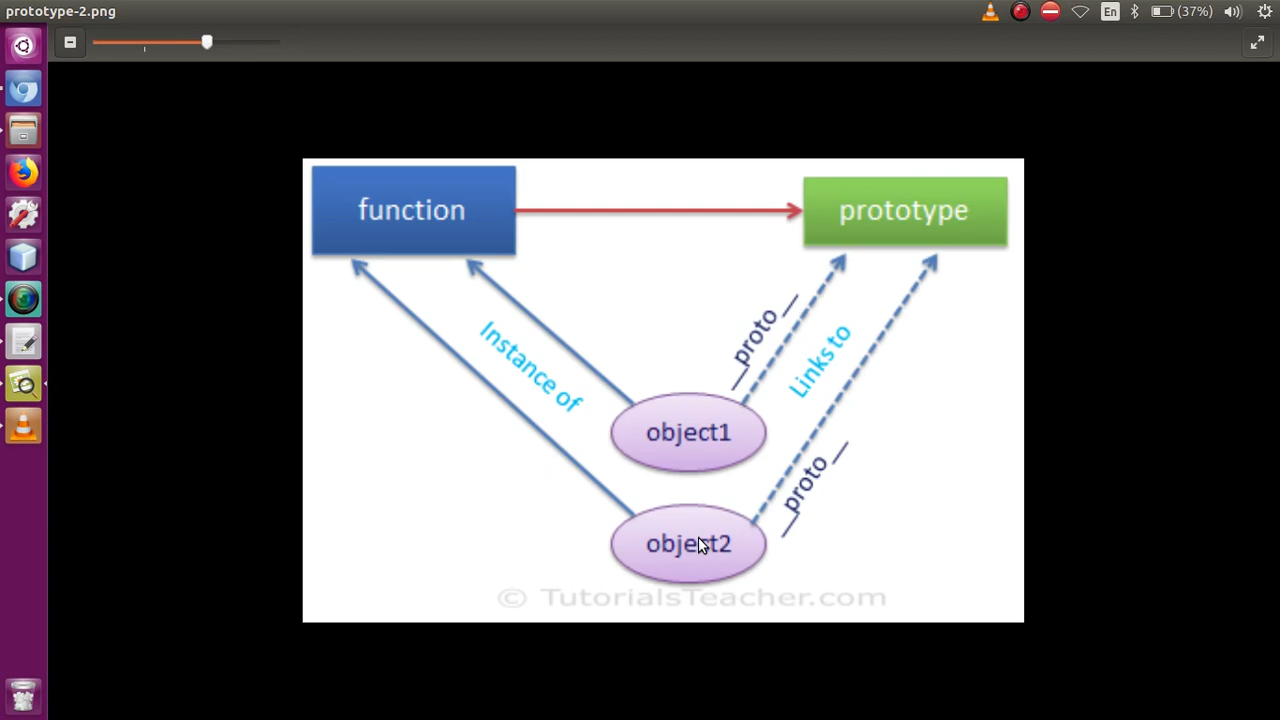 prototype-2.png
En
(37%)
function
prototype
__proto__
Instance of
Links to
object1
__proto__
object2
© TutorialsTeacher.com